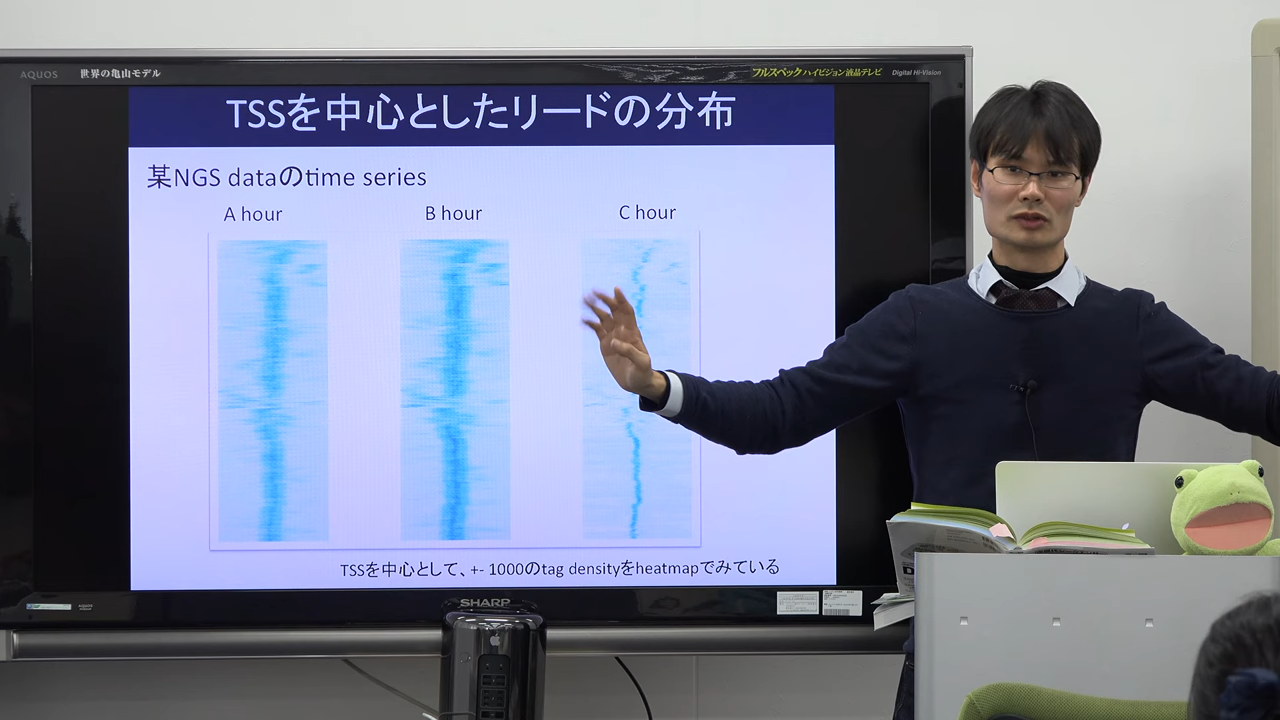 AQUOS 世界の亀山モデル フルスペックハイビジョン液晶テレビ Digital Hi-Vision
TSSを中心としたリードの分布
某NGS dataのtime series
A hour B hour C hour
TSSを中心として、+- 1000のtag densityをheatmapでみている
AQUOS
SHARP